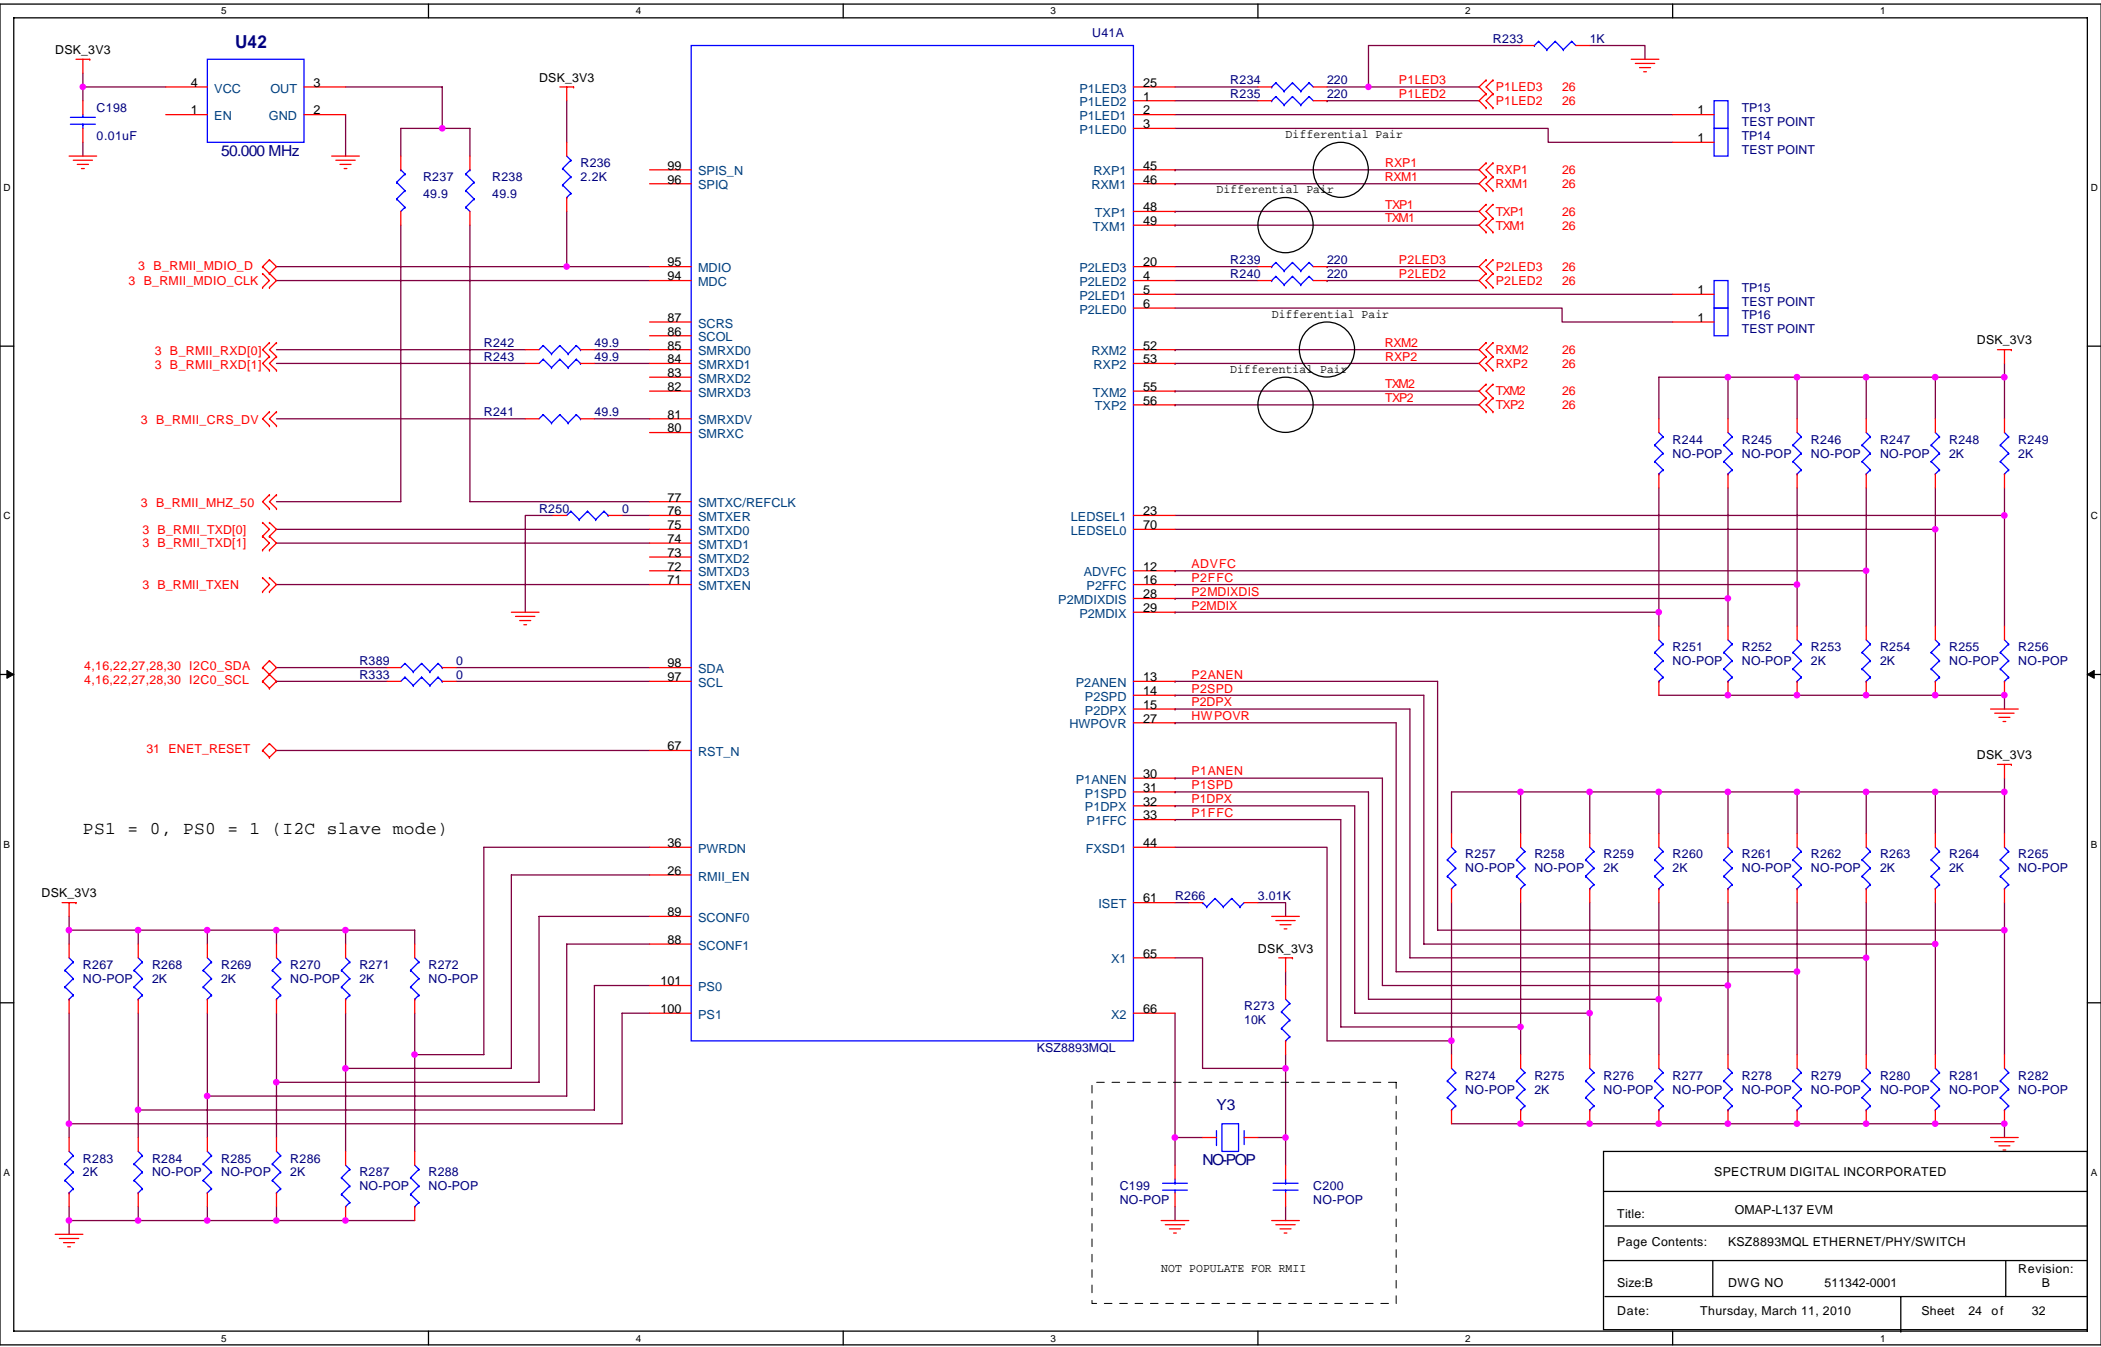 5 4 3 2 1
U42
DSK_3V3
4 VCC OUT 3
1 EN GND 2
50.000 MHz
C198
0.01uF
DSK_3V3
R236
2.2K
R237
49.9
R238
49.9
U41A
KSZ8893MQL
99 SPIS_N
96 SPIQ
3 B_RMII_MDIO_D 95 MDIO
3 B_RMII_MDIO_CLK 94 MDC
87 SCRS
86 SCOL
3 B_RMII_RXD[0] R242 49.9 85 SMRXD0
3 B_RMII_RXD[1] R243 49.9 84 SMRXD1
83 SMRXD2
82 SMRXD3
3 B_RMII_CRS_DV R241 49.9 81 SMRXDV
80 SMRXC
3 B_RMII_MHZ_50 77 SMTXC/REFCLK
R250 0 76 SMTXER
3 B_RMII_TXD[0] 75 SMTXD0
3 B_RMII_TXD[1] 74 SMTXD1
73 SMTXD2
72 SMTXD3
3 B_RMII_TXEN 71 SMTXEN
4,16,22,27,28,30 I2C0_SDA R389 0 98 SDA
4,16,22,27,28,30 I2C0_SCL R333 0 97 SCL
31 ENET_RESET 67 RST_N
PS1 = 0, PS0 = 1 (I2C slave mode)
36 PWRDN
26 RMII_EN
89 SCONF0
88 SCONF1
101 PS0
100 PS1
DSK_3V3
R267
NO-POP
R268
2K
R269
2K
R270
NO-POP
R271
2K
R272
NO-POP
R283
2K
R284
NO-POP
R285
NO-POP
R286
2K
R287
NO-POP
R288
NO-POP
R233 1K
P1LED3 25 R234 220 P1LED3 P1LED3 26
P1LED2 1 R235 220 P1LED2 P1LED2 26
P1LED1 2
P1LED0 3
1 TP13
TEST POINT
1 TP14
TEST POINT
Differential Pair
RXP1 45 RXP1 RXP1 26
RXM1 46 RXM1 RXM1 26
Differential Pair
TXP1 48 TXP1 TXP1 26
TXM1 49 TXM1 TXM1 26
P2LED3 20 R239 220 P2LED3 P2LED3 26
P2LED2 4 R240 220 P2LED2 P2LED2 26
P2LED1 5
P2LED0 6
1 TP15
TEST POINT
1 TP16
TEST POINT
Differential Pair
RXM2 52 RXM2 RXM2 26
RXP2 53 RXP2 RXP2 26
Differential Pair
TXM2 55 TXM2 TXM2 26
TXP2 56 TXP2 TXP2 26
DSK_3V3
R244
NO-POP
R245
NO-POP
R246
NO-POP
R247
NO-POP
R248
2K
R249
2K
LEDSEL1 23
LEDSEL0 70
ADVFC 12 ADVFC
P2FFC 16 P2FFC
P2MDIXDIS 28 P2MDIXDIS
P2MDIX 29 P2MDIX
R251
NO-POP
R252
NO-POP
R253
2K
R254
2K
R255
NO-POP
R256
NO-POP
P2ANEN 13 P2ANEN
P2SPD 14 P2SPD
P2DPX 15 P2DPX
HWPOVR 27 HWPOVR
P1ANEN 30 P1ANEN
P1SPD 31 P1SPD
P1DPX 32 P1DPX
P1FFC 33 P1FFC
FXSD1 44
ISET 61 R266 3.01K
X1 65
X2 66
DSK_3V3
R273
10K
DSK_3V3
R257
NO-POP
R258
NO-POP
R259
2K
R260
2K
R261
NO-POP
R262
NO-POP
R263
2K
R264
2K
R265
NO-POP
R274
NO-POP
R275
2K
R276
NO-POP
R277
NO-POP
R278
NO-POP
R279
NO-POP
R280
NO-POP
R281
NO-POP
R282
NO-POP
Y3
NO-POP
C199
NO-POP
C200
NO-POP
NOT POPULATE FOR RMII
SPECTRUM DIGITAL INCORPORATED
Title: OMAP-L137 EVM
Page Contents: KSZ8893MQL ETHERNET/PHY/SWITCH
Size:B DWG NO 511342-0001 Revision: B
Date: Thursday, March 11, 2010 Sheet 24 of 32
D D
C C
B B
A A
5 4 3 2 1